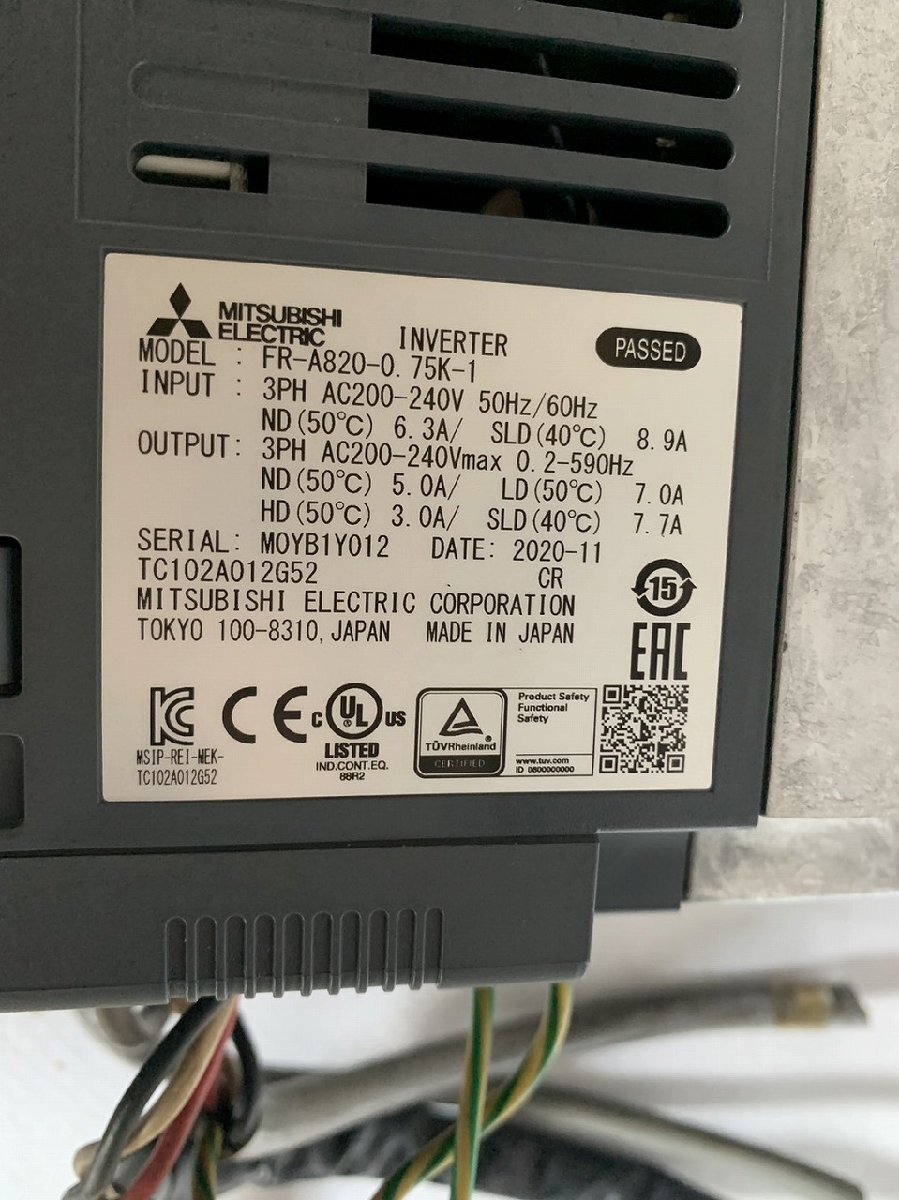 MITSUBISHI
ELECTRIC
INVERTER
PASSED
MODEL : FR-A820-0.75K-1
INPUT : 3PH AC200-240V 50Hz/60Hz
ND(50℃) 6.3A/ SLD(40℃) 8.9A
OUTPUT: 3PH AC200-240Vmax 0.2-590Hz
ND(50℃) 5.0A/ LD(50℃) 7.0A
HD(50℃) 3.0A/ SLD(40℃) 7.7A
SERIAL: M0YB1Y012 DATE: 2020-11
TC102A012G52 CR
15
MITSUBISHI ELECTRIC CORPORATION
TOKYO 100-8310, JAPAN MADE IN JAPAN
EAC
KC CE C UL US
LISTED
IND.CONT.EQ.
88R2
MSIP-REI-MEK-
TC102A012G52
TÜVRheinland
CERTIFIED
Product Safety
Functional
Safety
www.tuv.com
ID 0600000000